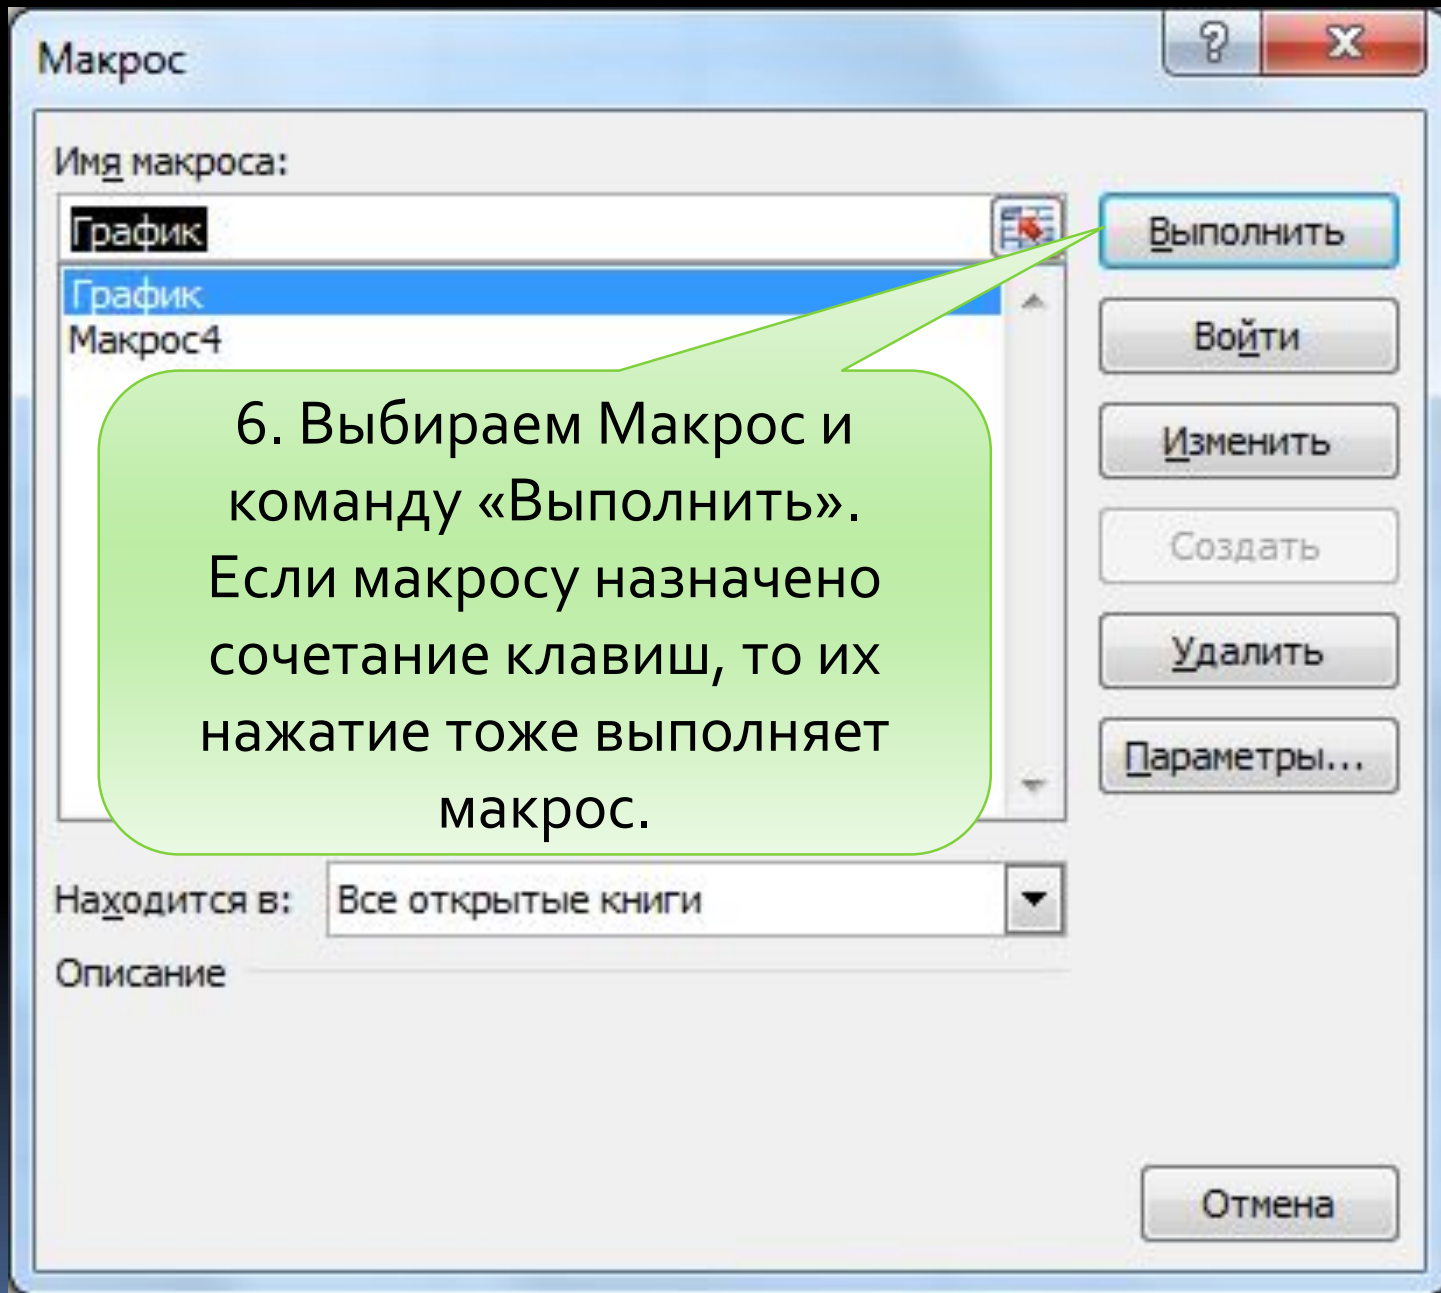 Макрос
Имя макроса:
График
Выполнить
График
Макрос4
Войти
Изменить
Создать
Удалить
Параметры...
6. Выбираем Макрос и
команду «Выполнить».
Если макросу назначено
сочетание клавиш, то их
нажатие тоже выполняет
макрос.
Находится в:
Все открытые книги
Описание
Отмена